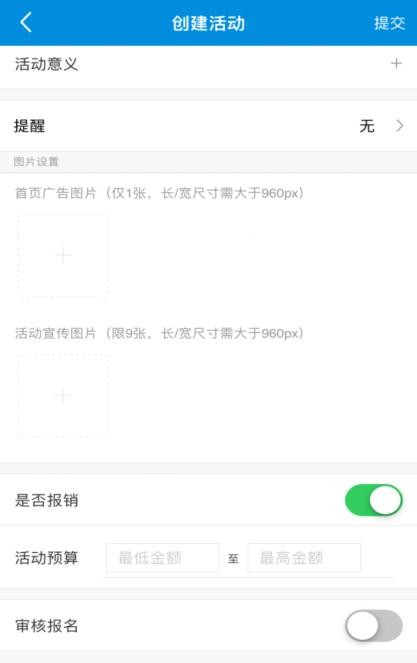 创建活动 提交
活动意义
提醒 无
图片设置
首页广告图片（仅1张，长/宽尺寸需大于960px）
活动宣传图片（限9张，长/宽尺寸需大于960px）
是否报销
活动预算 最低金额 至 最高金额
审核报名